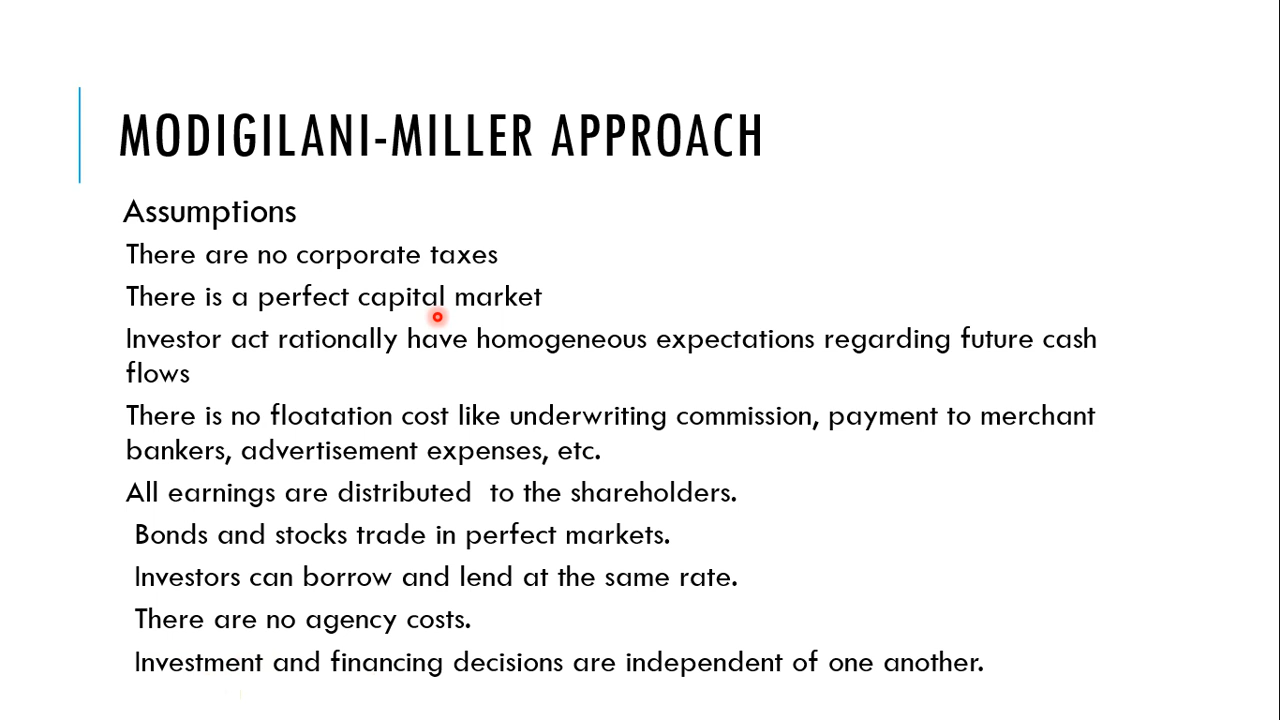 MODIGILANI-MILLER APPROACH
Assumptions
There are no corporate taxes
There is a perfect capital market
Investor act rationally have homogeneous expectations regarding future cash
flows
There is no floatation cost like underwriting commission, payment to merchant
bankers, advertisement expenses, etc.
All earnings are distributed  to the shareholders.
Bonds and stocks trade in perfect markets.
Investors can borrow and lend at the same rate.
There are no agency costs.
Investment and financing decisions are independent of one another.